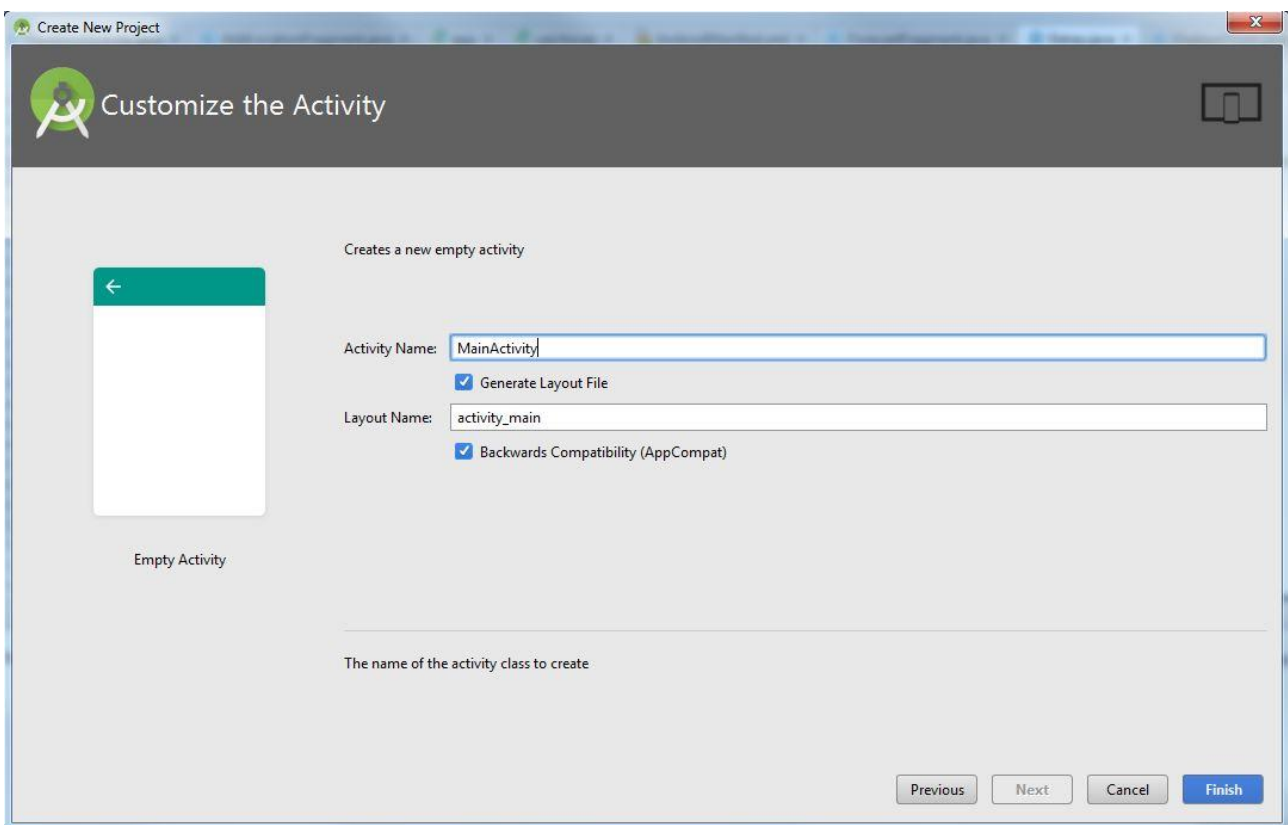 Create New Project
Customize the Activity
Creates a new empty activity
Activity Name: MainActivity
Generate Layout File
Layout Name: activity_main
Backwards Compatibility (AppCompat)
Empty Activity
The name of the activity class to create
Previous Next Cancel Finish